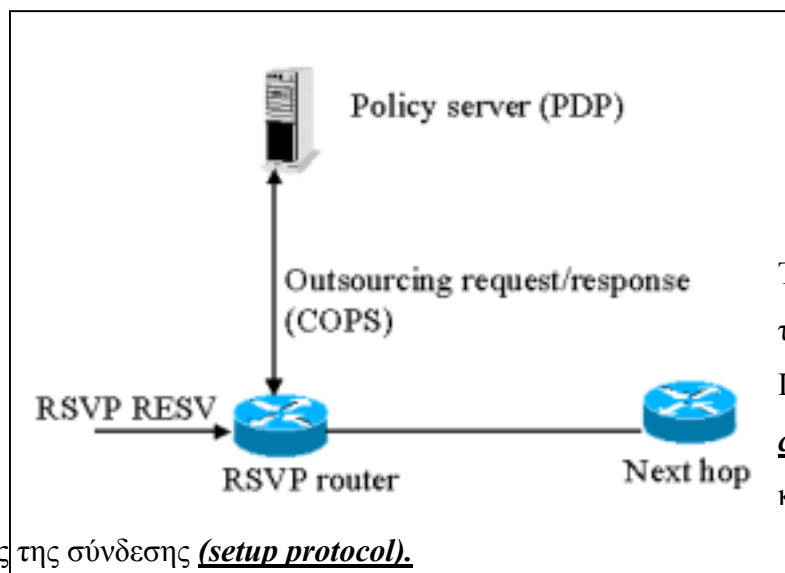 Policy server (PDP)
Outsourcing request/response
(COPS)
RSVP RESV
RSVP router
Next hop
της σύνδεσης (setup protocol).